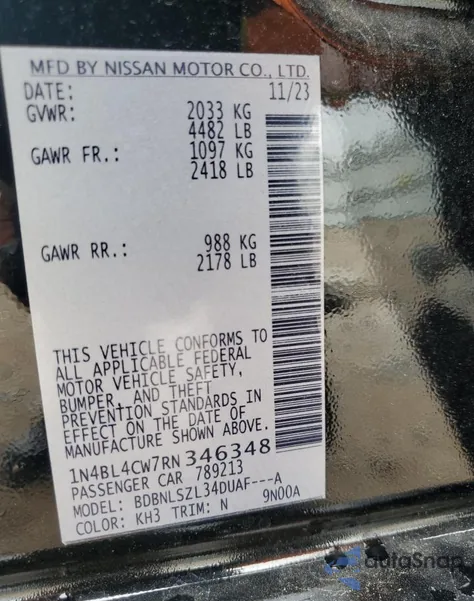 MFD BY NISSAN MOTOR CO., LTD.
DATE: 11/23
GVWR: 2033 KG
4482 LB
GAWR FR.: 1097 KG
2418 LB
GAWR RR.: 988 KG
2178 LB
THIS VEHICLE CONFORMS TO
ALL APPLICABLE FEDERAL
MOTOR VEHICLE SAFETY,
BUMPER, AND THEFT
PREVENTION STANDARDS IN
EFFECT ON THE DATE OF
MANUFACTURE SHOWN ABOVE.
1N4BL4CW7RN346348
PASSENGER CAR 789213
MODEL: BDBNLSZL34DUAF---A
COLOR: KH3 TRIM: N 9N00A
autoSnap